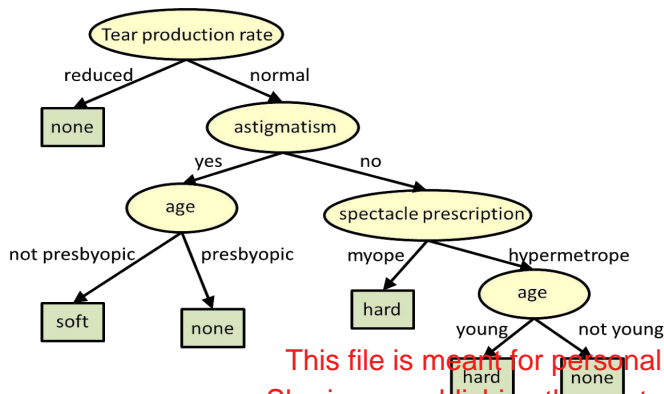 Tear production rate
reduced normal
none
astigmatism
yes no
age
spectacle prescription
not presbyopic presbyopic
myope hypermetrope
soft
none
hard
age
young not young
This file is meant for personal
hard none